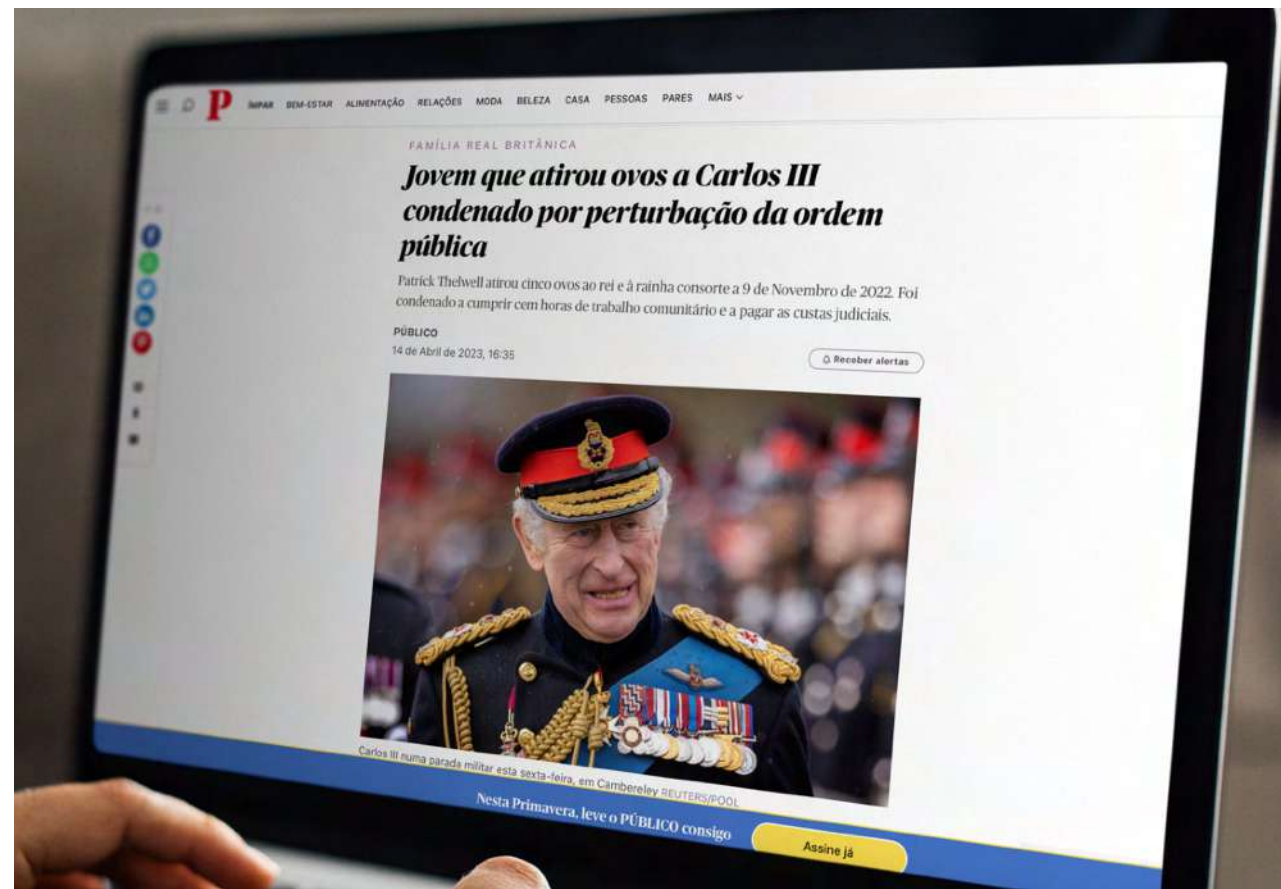 P ÍMPAR BEM-ESTAR ALIMENTAÇÃO RELAÇÕES MODA BELEZA CASA PESSOAS PARES MAIS
FAMÍLIA REAL BRITÂNICA
Jovem que atirou ovos a Carlos III
condenado por perturbação da ordem
pública
Patrick Thelwell atirou cinco ovos ao rei e à rainha consorte a 9 de Novembro de 2022. Foi
condenado a cumprir cem horas de trabalho comunitário e a pagar as custas judiciais.
PÚBLICO
14 de Abril de 2023, 16:35
Receber alertas
Carlos III numa parada militar esta sexta-feira, em Cambereley REUTERS/POOL
Nesta Primavera, leve o PÚBLICO consigo
Assine já